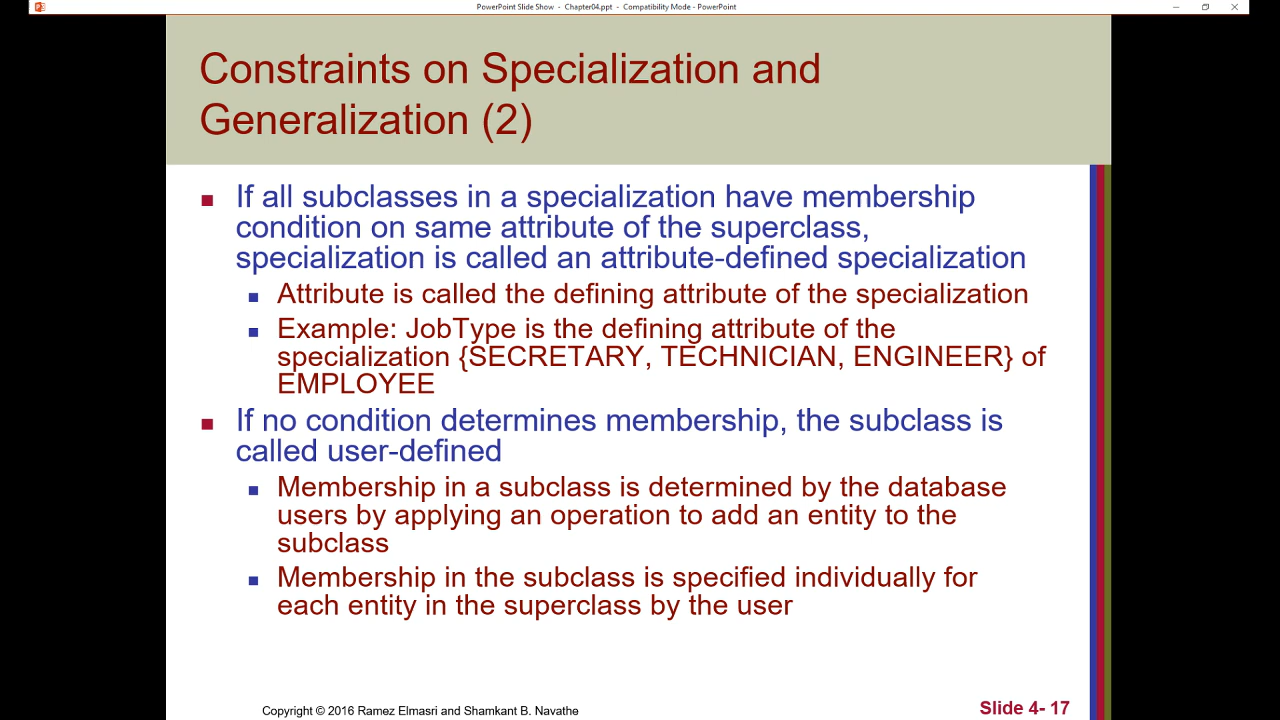 PowerPoint Slide Show - Chapter04.ppt - Compatibility Mode - PowerPoint
Constraints on Specialization and
Generalization (2)
If all subclasses in a specialization have membership
condition on same attribute of the superclass,
specialization is called an attribute-defined specialization
Attribute is called the defining attribute of the specialization
Example: JobType is the defining attribute of the
specialization {SECRETARY, TECHNICIAN, ENGINEER} of
EMPLOYEE
If no condition determines membership, the subclass is
called user-defined
Membership in a subclass is determined by the database
users by applying an operation to add an entity to the
subclass
Membership in the subclass is specified individually for
each entity in the superclass by the user
Copyright © 2016 Ramez Elmasri and Shamkant B. Navathe
Slide 4- 17